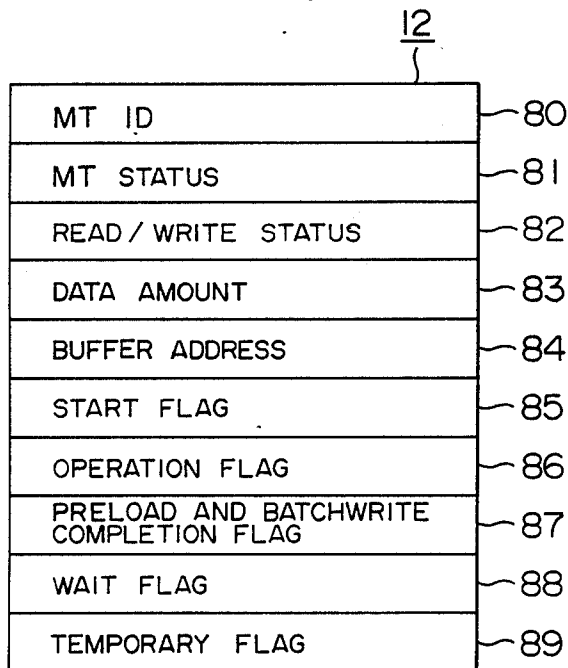 12
MT ID 80
MT STATUS 81
READ/WRITE STATUS 82
DATA AMOUNT 83
BUFFER ADDRESS 84
START FLAG 85
OPERATION FLAG 86
PRELOAD AND BATCHWRITE
COMPLETION FLAG 87
WAIT FLAG 88
TEMPORARY FLAG 89